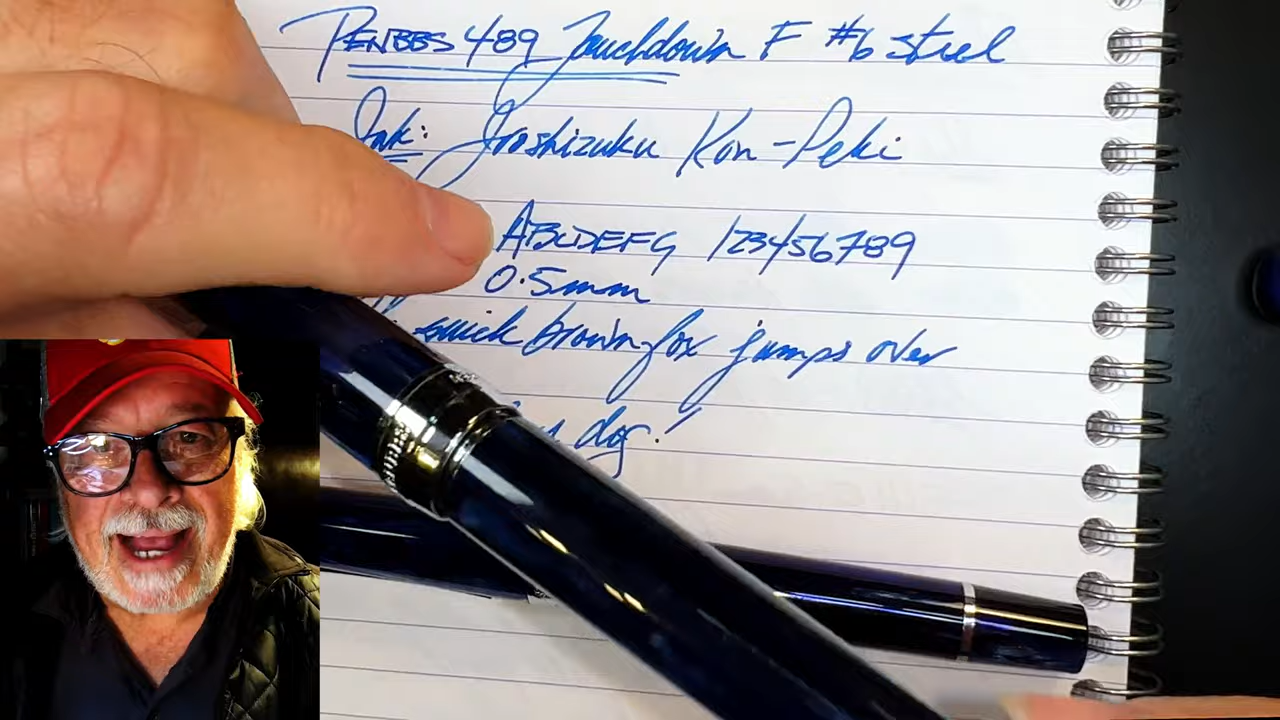 PENBBS 489 Touchdown F #6 steel
Ink: Iroshizuku Kon-Peki
ABCDEFG 123456789
0.5mm
quick brown fox jumps over
dog."